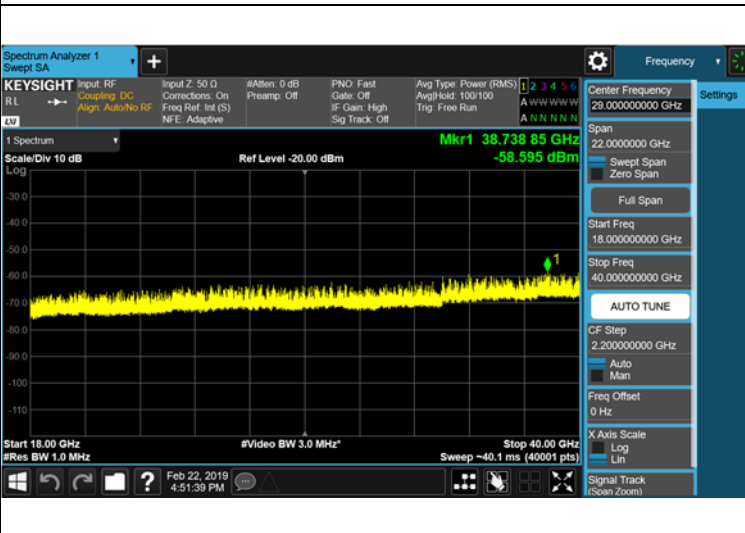 Spectrum Analyzer 1
Swept SA
Frequency
KEYSIGHT
R L
LXI
Input: RF
Coupling: DC
Align: Auto/No RF
Input Z: 50 Ω
Corrections: On
Freq Ref: Int (S)
NFE: Adaptive
#Atten: 0 dB
Preamp: Off
PNO: Fast
Gate: Off
IF Gain: High
Sig Track: Off
Avg Type: Power (RMS)
Avg|Hold: 100/100
Trig: Free Run
1 2 3 4 5 6
A W W W W W
A N N N N N
1 Spectrum
Scale/Div 10 dB
Log
Ref Level -20.00 dBm
Mkr1 38.738 85 GHz
-58.595 dBm
-30.0
-40.0
-50.0
-60.0
-70.0
-80.0
-90.0
-100
-110
1
Start 18.00 GHz
#Res BW 1.0 MHz
#Video BW 3.0 MHz*
Stop 40.00 GHz
Sweep ~40.1 ms (40001 pts)
Feb 22, 2019
4:51:39 PM
Center Frequency
29.000000000 GHz
Span
22.0000000 GHz
Swept Span
Zero Span
Full Span
Start Freq
18.000000000 GHz
Stop Freq
40.000000000 GHz
AUTO TUNE
CF Step
2.200000000 GHz
Auto
Man
Freq Offset
0 Hz
X Axis Scale
Log
Lin
Signal Track
(Span Zoom)
Settings